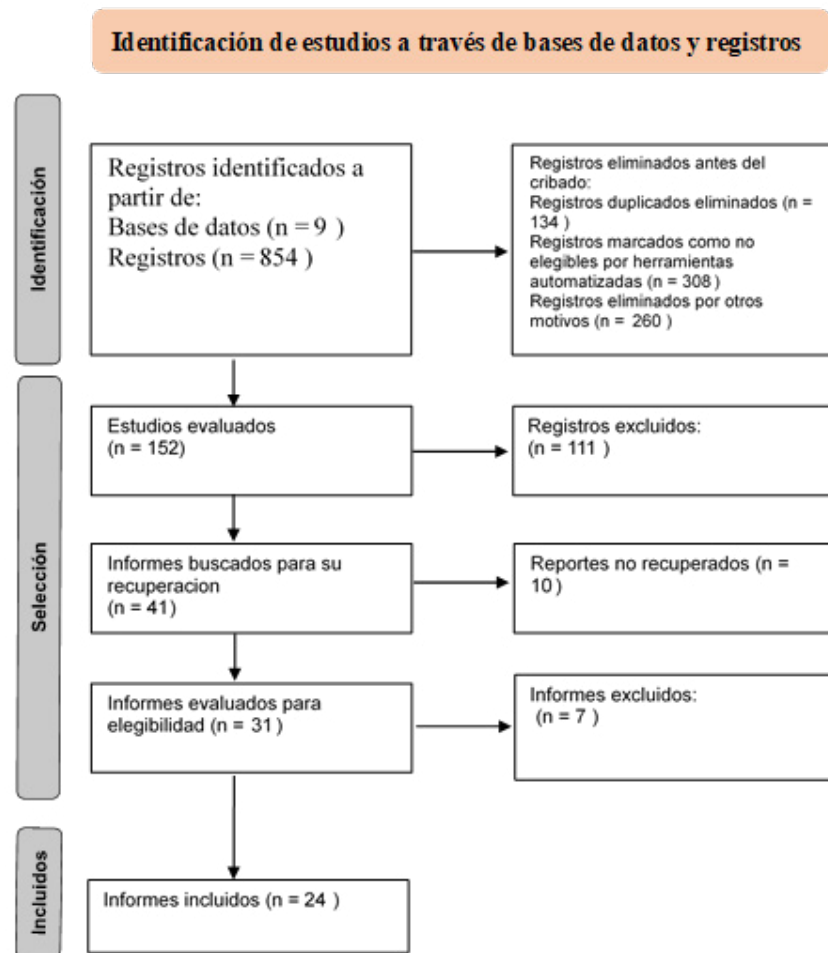 Identificación de estudios a través de bases de datos y registros
Identificación
Registros identificados a
partir de:
Bases de datos (n = 9 )
Registros (n = 854 )
Registros eliminados antes del
cribado:
Registros duplicados eliminados (n =
134 )
Registros marcados como no
elegibles por herramientas
automatizadas (n = 308)
Registros eliminados por otros
motivos (n = 260 )
Selección
Estudios evaluados
(n = 152)
Registros excluidos:
(n = 111 )
Informes buscados para su
recuperacion
(n = 41)
Reportes no recuperados (n =
10 )
Informes evaluados para
elegibilidad (n = 31 )
Informes excluidos:
(n = 7 )
Incluidos
Informes incluidos (n = 24 )